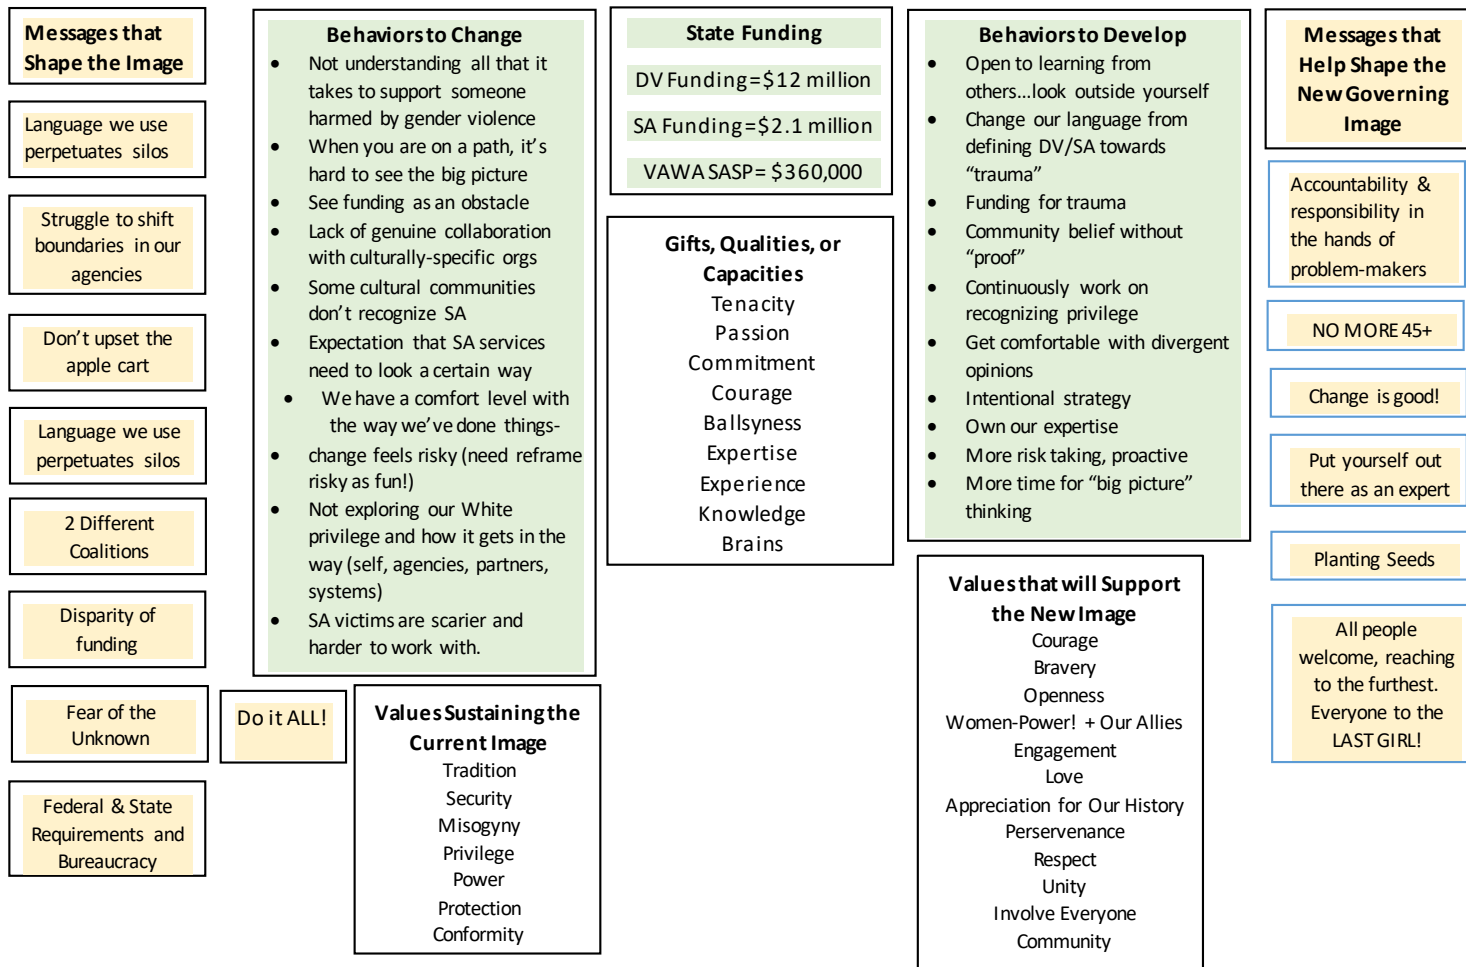 Messages that
Shape the Image
Language we use
perpetuates silos
Struggle to shift
boundaries in our
agencies
Don't upset the
apple cart
Language we use
perpetuates silos
2 Different
Coalitions
Disparity of
funding
Fear of the
Unknown
Federal & State
Requirements and
Bureaucracy
Do it ALL!
Behaviors to Change
• Not understanding all that it
takes to support someone
harmed by gender violence
• When you are on a path, it's
hard to see the big picture
• See funding as an obstacle
• Lack of genuine collaboration
with culturally-specific orgs
• Some cultural communities
don't recognize SA
• Expectation that SA services
need to look a certain way
• We have a comfort level with
the way we've done things-
• change feels risky (need reframe
risky as fun!)
• Not exploring our White
privilege and how it gets in the
way (self, agencies, partners,
systems)
• SA victims are scarier and
harder to work with.
Values Sustaining the
Current Image
Tradition
Security
Misogyny
Privilege
Power
Protection
Conformity
State Funding
DV Funding=$12 million
SA Funding=$2.1 million
VAWA SASP= $360,000
Gifts, Qualities, or
Capacities
Tenacity
Passion
Commitment
Courage
Ballsyness
Expertise
Experience
Knowledge
Brains
Behaviors to Develop
• Open to learning from
others…look outside yourself
• Change our language from
defining DV/SA towards
“trauma”
• Funding for trauma
• Community belief without
“proof”
• Continuously work on
recognizing privilege
• Get comfortable with divergent
opinions
• Intentional strategy
• Own our expertise
• More risk taking, proactive
• More time for “big picture”
thinking
Values that will Support
the New Image
Courage
Bravery
Openness
Women-Power! + Our Allies
Engagement
Love
Appreciation for Our History
Perservenance
Respect
Unity
Involve Everyone
Community
Messages that
Help Shape the
New Governing
Image
Accountability &
responsibility in
the hands of
problem-makers
NO MORE 45+
Change is good!
Put yourself out
there as an expert
Planting Seeds
All people
welcome, reaching
to the furthest.
Everyone to the
LAST GIRL!